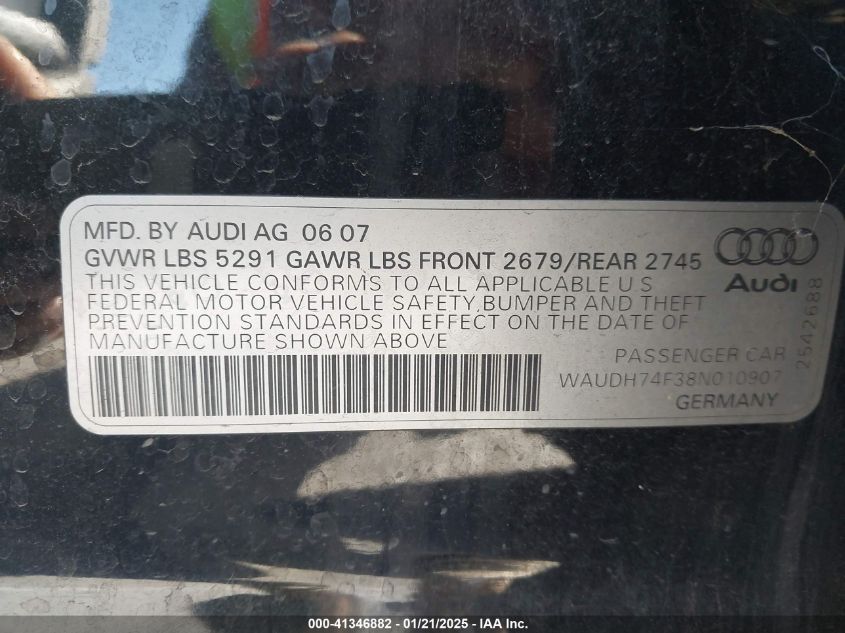 MFD. BY AUDI AG 06 07
GVWR LBS 5291 GAWR LBS FRONT 2679/REAR 2745
THIS VEHICLE CONFORMS TO ALL APPLICABLE U S
FEDERAL MOTOR VEHICLE SAFETY,BUMPER AND THEFT
PREVENTION STANDARDS IN EFFECT ON THE DATE OF
MANUFACTURE SHOWN ABOVE
Audi
2542688
PASSENGER CAR
WAUDH74F38N010907
GERMANY
000-41346882 - 01/21/2025 - IAA Inc.